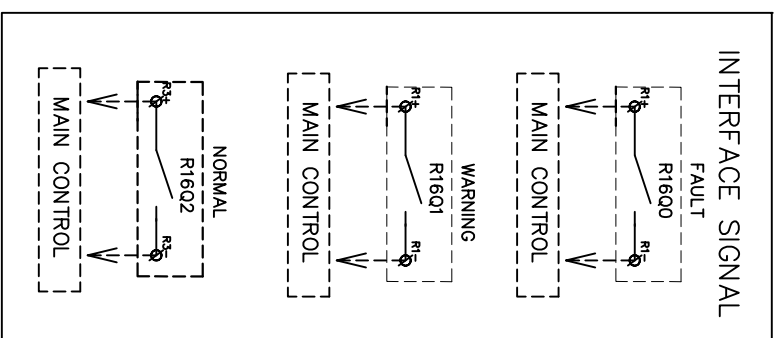 INTERFACE SIGNAL
FAULT
R16Q0
R1+
R1-
MAIN CONTROL
WARNING
R16Q1
R1+
R1-
MAIN CONTROL
NORMAL
R16Q2
R3+
R3-
MAIN CONTROL